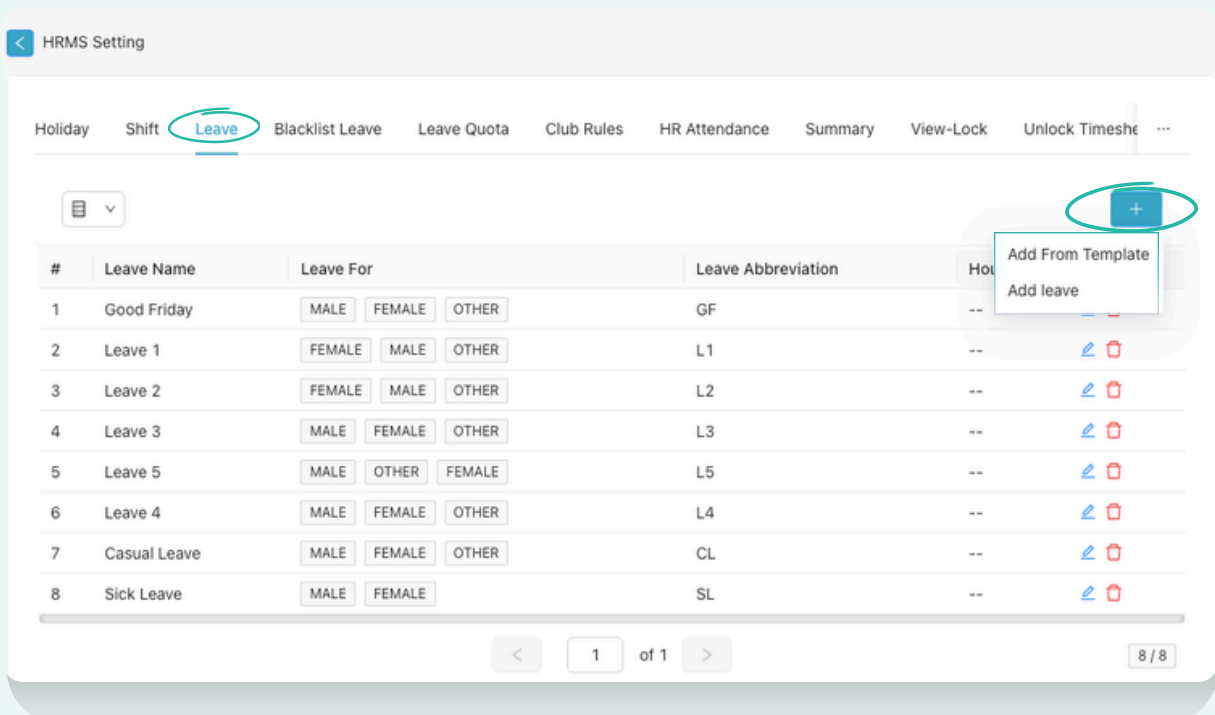 HRMS Setting
Holiday Shift Leave Blacklist Leave Leave Quota Club Rules HR Attendance Summary View-Lock Unlock Timeshe ...
+
Add From Template
Add leave
# Leave Name Leave For Leave Abbreviation Hou
1 Good Friday MALE FEMALE OTHER GF --
2 Leave 1 FEMALE MALE OTHER L1 --
3 Leave 2 FEMALE MALE OTHER L2 --
4 Leave 3 MALE FEMALE OTHER L3 --
5 Leave 5 MALE OTHER FEMALE L5 --
6 Leave 4 MALE FEMALE OTHER L4 --
7 Casual Leave MALE FEMALE OTHER CL --
8 Sick Leave MALE FEMALE SL --
< 1 of 1 >
8 / 8